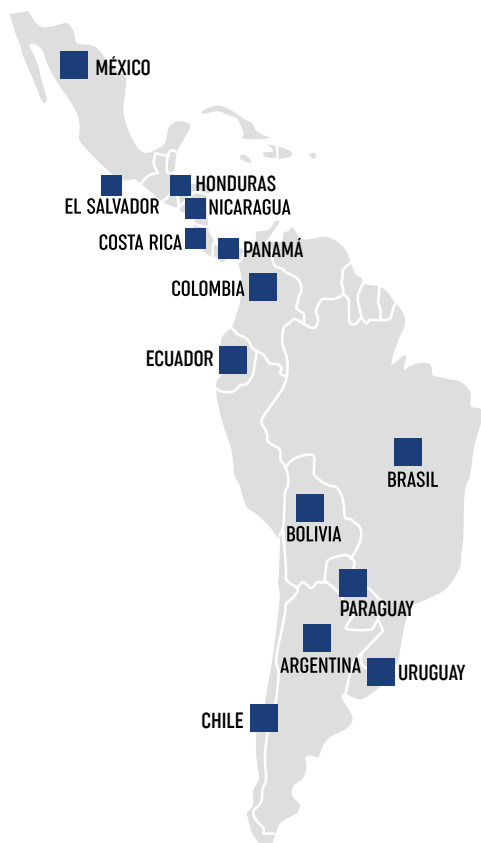 MÉXICO
HONDURAS
EL SALVADOR
NICARAGUA
COSTA RICA
PANAMÁ
COLOMBIA
ECUADOR
BRASIL
BOLIVIA
PARAGUAY
ARGENTINA
URUGUAY
CHILE